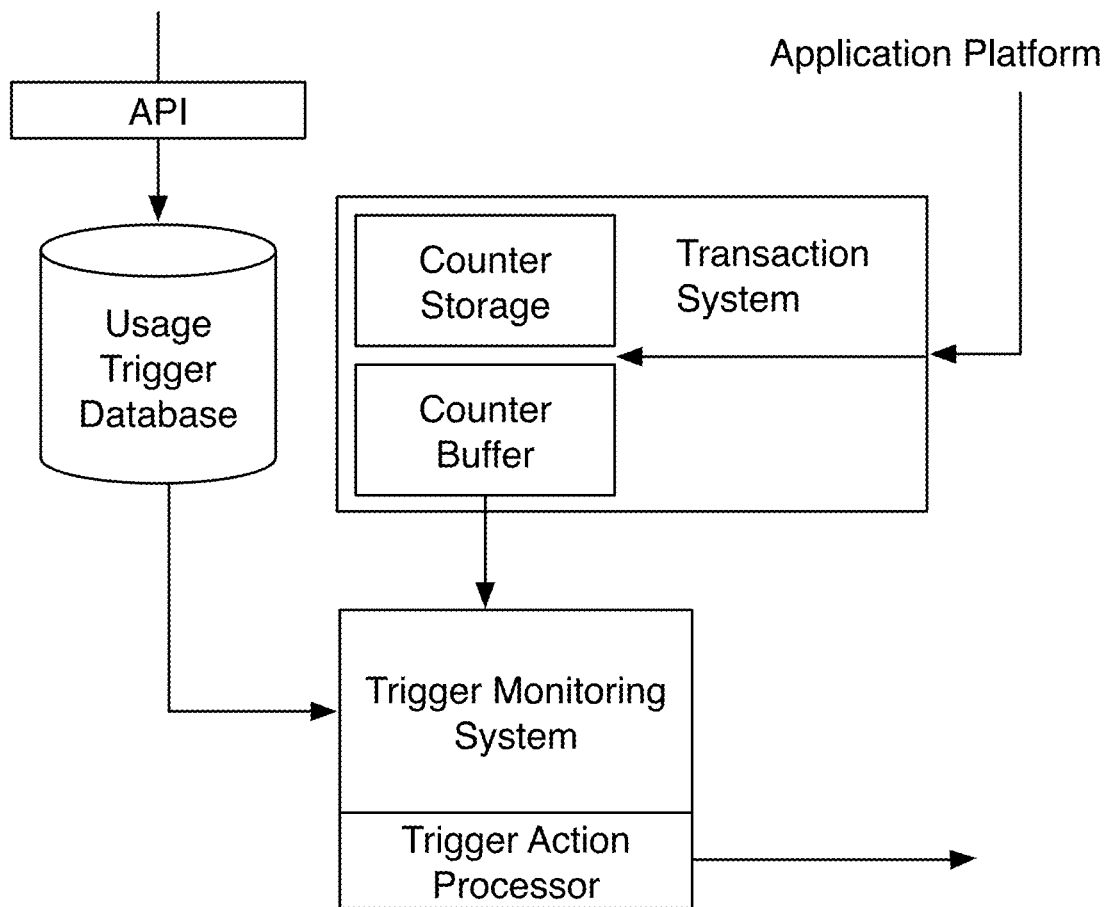 Application Platform
API
Counter
Storage
Transaction
System
Usage
Trigger
Database
Counter
Buffer
Trigger Monitoring
System
Trigger Action
Processor